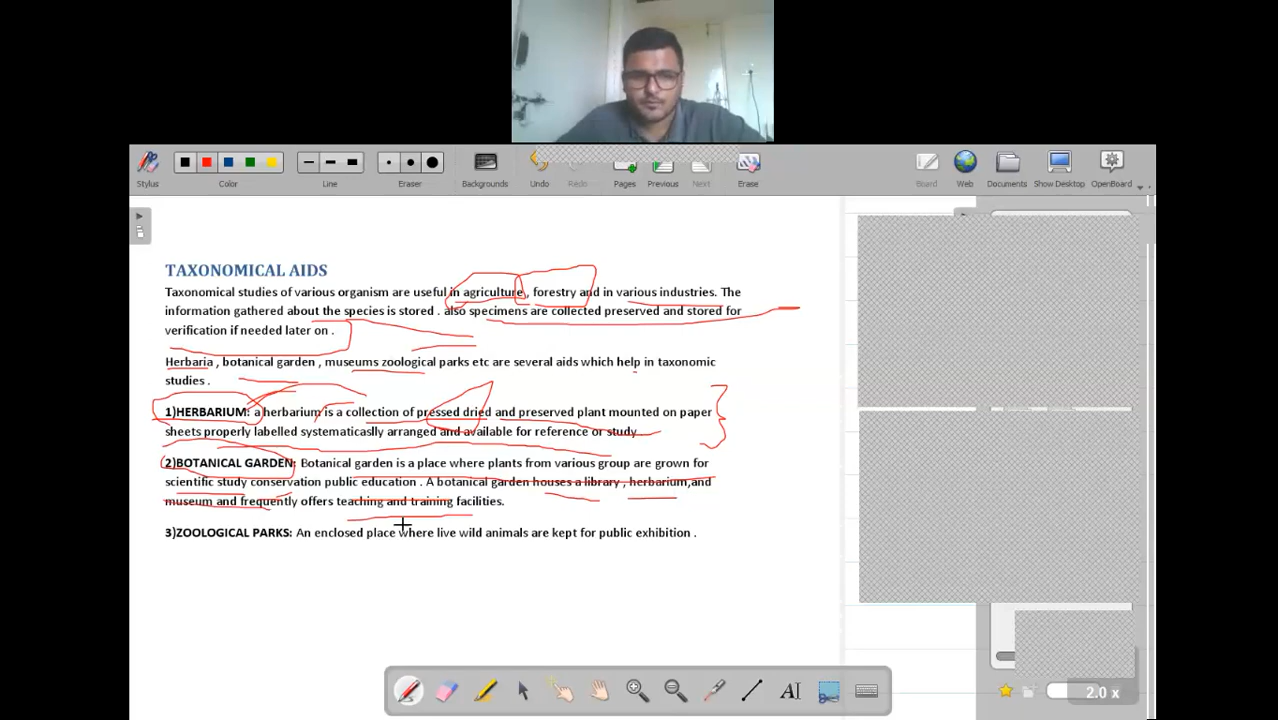 Stylus
Color
Line
Eraser
Backgrounds
Undo
Redo
Pages
Previous
Next
Erase
Board
Web
Documents
Show Desktop
OpenBoard
TAXONOMICAL AIDS
Taxonomical studies of various organism are useful in agriculture , forestry and in various industries. The
information gathered about the species is stored . also specimens are collected preserved and stored for
verification if needed later on .
Herbaria , botanical garden , museums zoological parks etc are several aids which help in taxonomic
studies .
1)HERBARIUM: a herbarium is a collection of pressed dried and preserved plant mounted on paper
sheets properly labelled systematicaslly arranged and available for reference or study
2)BOTANICAL GARDEN: Botanical garden is a place where plants from various group are grown for
scientific study conservation public education . A botanical garden houses a library , herbarium,and
museum and frequently offers teaching and training facilities.
3)ZOOLOGICAL PARKS: An enclosed place where live wild animals are kept for public exhibition .
AI
2.0 x